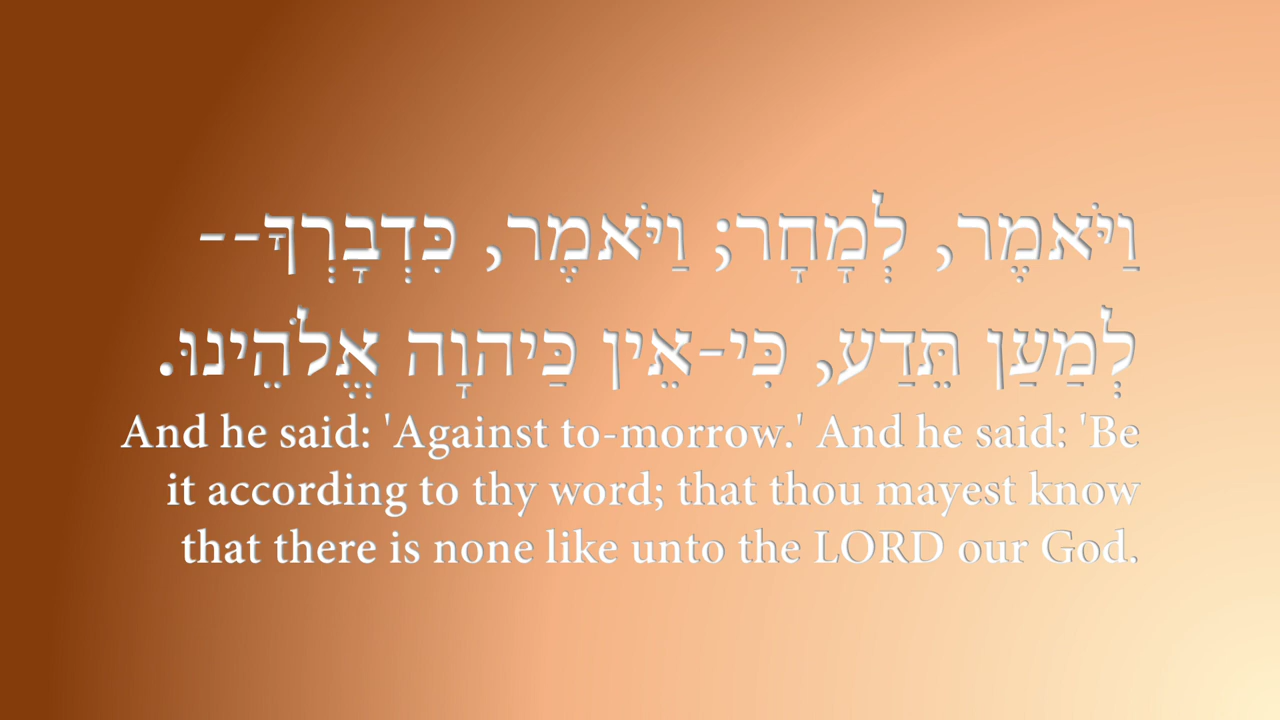 וַיֹּאמֶר, לְמָחָר; וַיֹּאמֶר, כִּדְבָרְךָ--
לְמַעַן תֵּדַע, כִּי-אֵין כַּיהוָה אֱלֹהֵינוּ.
And he said: 'Against to-morrow.' And he said: 'Be
it according to thy word; that thou mayest know
that there is none like unto the LORD our God.